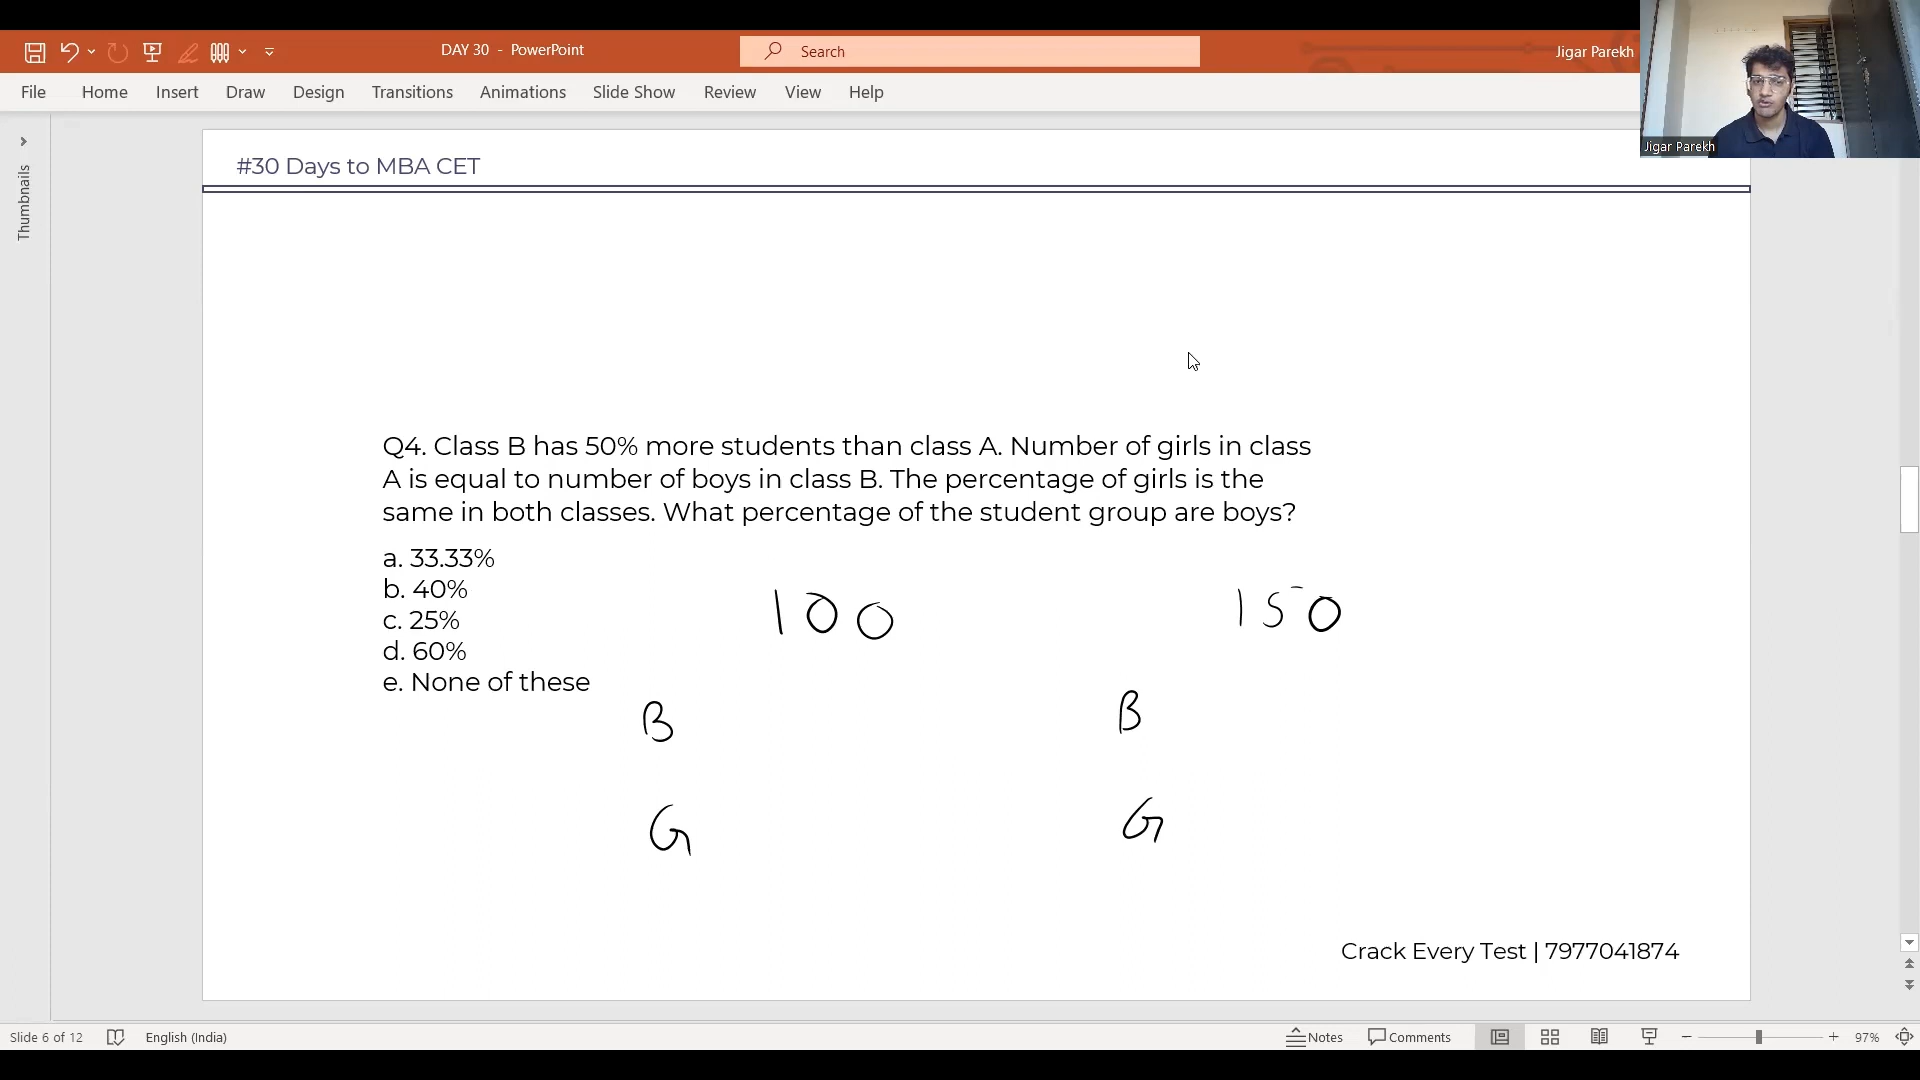 DAY 30 - PowerPoint
Search
Jigar Parekh
File Home Insert Draw Design Transitions Animations Slide Show Review View Help
Jigar Parekh
Thumbnails
#30 Days to MBA CET
Q4. Class B has 50% more students than class A. Number of girls in class
A is equal to number of boys in class B. The percentage of girls is the
same in both classes. What percentage of the student group are boys?
a. 33.33%
b. 40%
c. 25%
d. 60%
e. None of these
100 150
B B
G G
Crack Every Test | 7977041874
Slide 6 of 12 English (India) Notes Comments 97%